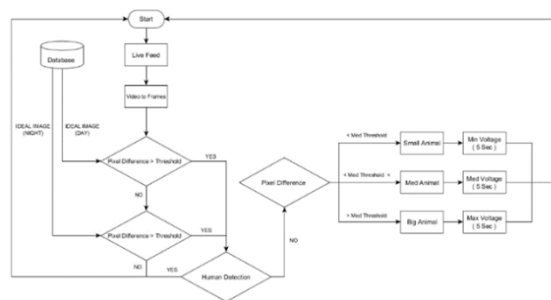 Start
Live Feed
Database
Video to Frames
IDEAL IMAGE
(NIGHT)
IDEAL IMAGE
(DAY)
Pixel Difference > Threshold
YES
NO
Pixel Difference > Threshold
YES
NO
YES
Human Detection
NO
Pixel Difference
< Med Threshold
Small Animal
Min Voltage
( 5 Sec )
< Med Threshold <
Med Animal
Med Voltage
( 5 Sec )
> Med Threshold
Big Animal
Max Voltage
( 5 Sec )